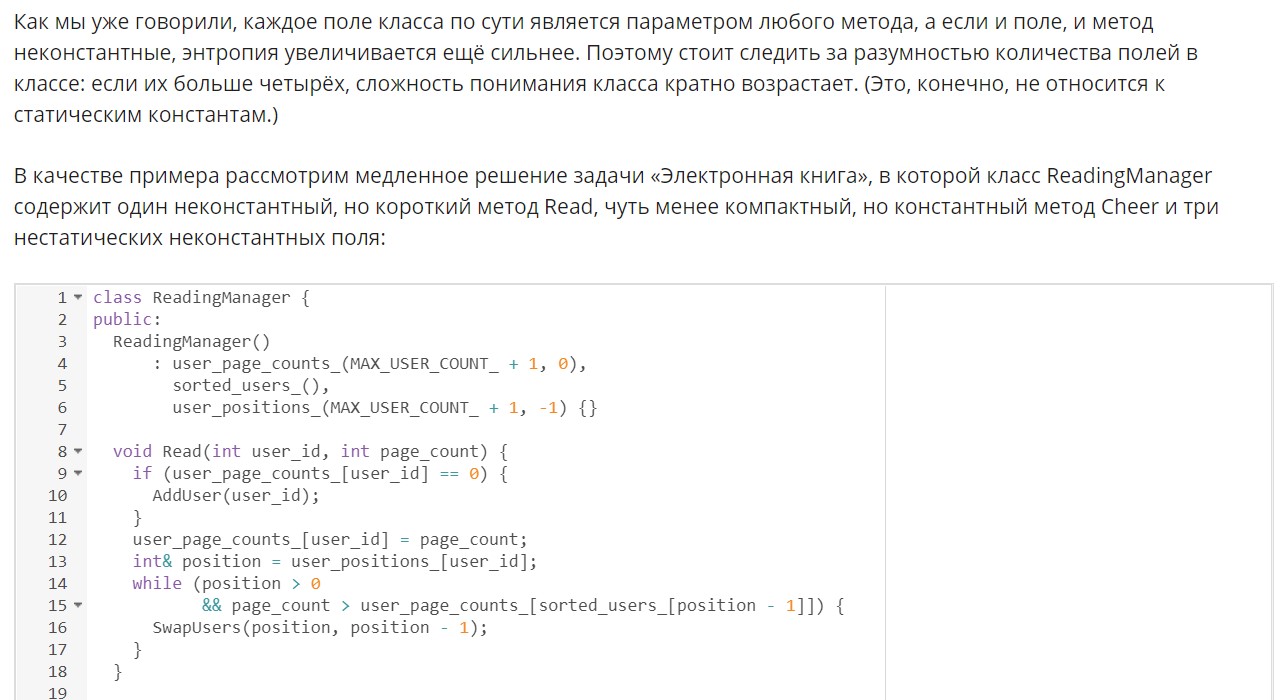 Как мы уже говорили, каждое поле класса по сути является параметром любого метода, а если и поле, и метод
неконстантные, энтропия увеличивается ещё сильнее. Поэтому стоит следить за разумностью количества полей в
классе: если их больше четырёх, сложность понимания класса кратно возрастает. (Это, конечно, не относится к
статическим константам.)
В качестве примера рассмотрим медленное решение задачи «Электронная книга», в которой класс ReadingManager
содержит один неконстантный, но короткий метод Read, чуть менее компактный, но константный метод Cheer и три
нестатических неконстантных поля:
1 class ReadingManager {
2 public:
3   ReadingManager()
4       : user_page_counts_(MAX_USER_COUNT_ + 1, 0),
5         sorted_users_(),
6         user_positions_(MAX_USER_COUNT_ + 1, -1) {}
7
8   void Read(int user_id, int page_count) {
9     if (user_page_counts_[user_id] == 0) {
10       AddUser(user_id);
11     }
12     user_page_counts_[user_id] = page_count;
13     int& position = user_positions_[user_id];
14     while (position > 0
15            && page_count > user_page_counts_[sorted_users_[position - 1]]) {
16       SwapUsers(position, position - 1);
17     }
18   }
19